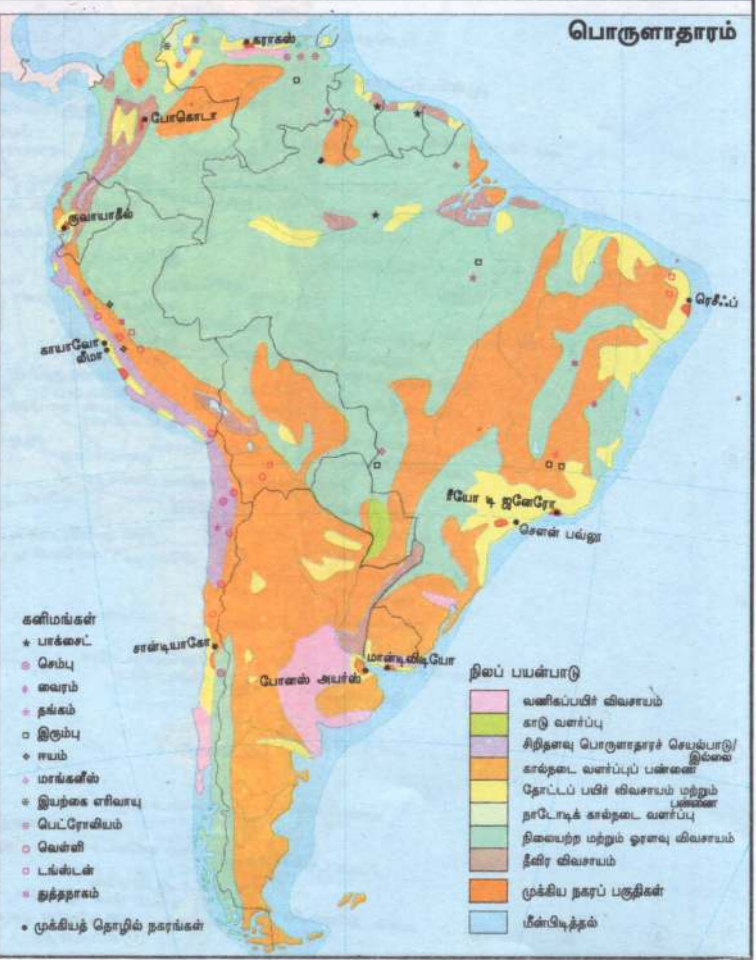 பொருளாதாரம்
கராகஸ்
போகொடா
ருவாயாகீல்
ரெசீஃப்
காயாவோ
லீமா
ரீயோ டி ஜனேரோ
சௌன் பவ்லூ
சான்டியாகோ
மான்டிவிடியோ
போனஸ் அயர்ஸ்
கனிமங்கள்
பாக்சைட்
செம்பு
வைரம்
தங்கம்
இரும்பு
ஈயம்
மாங்கனீஸ்
இயற்கை எரிவாயு
பெட்ரோலியம்
வெள்ளி
டங்ஸ்டன்
துத்தநாகம்
முக்கியத் தொழில் நகரங்கள்
நிலப் பயன்பாடு
வணிகப்பயிர் விவசாயம்
காடு வளர்ப்பு
சிறிதளவு பொருளாதாரச் செயல்பாடு/
இல்லை
கால்நடை வளர்ப்புப் பண்ணை
தோட்டப் பயிர் விவசாயம் மற்றும்
பண்ணை
நாடோடிக் கால்நடை வளர்ப்பு
நிலையற்ற மற்றும் ஓரளவு விவசாயம்
தீவிர விவசாயம்
முக்கிய நகரப் பகுதிகள்
மீன்பிடித்தல்